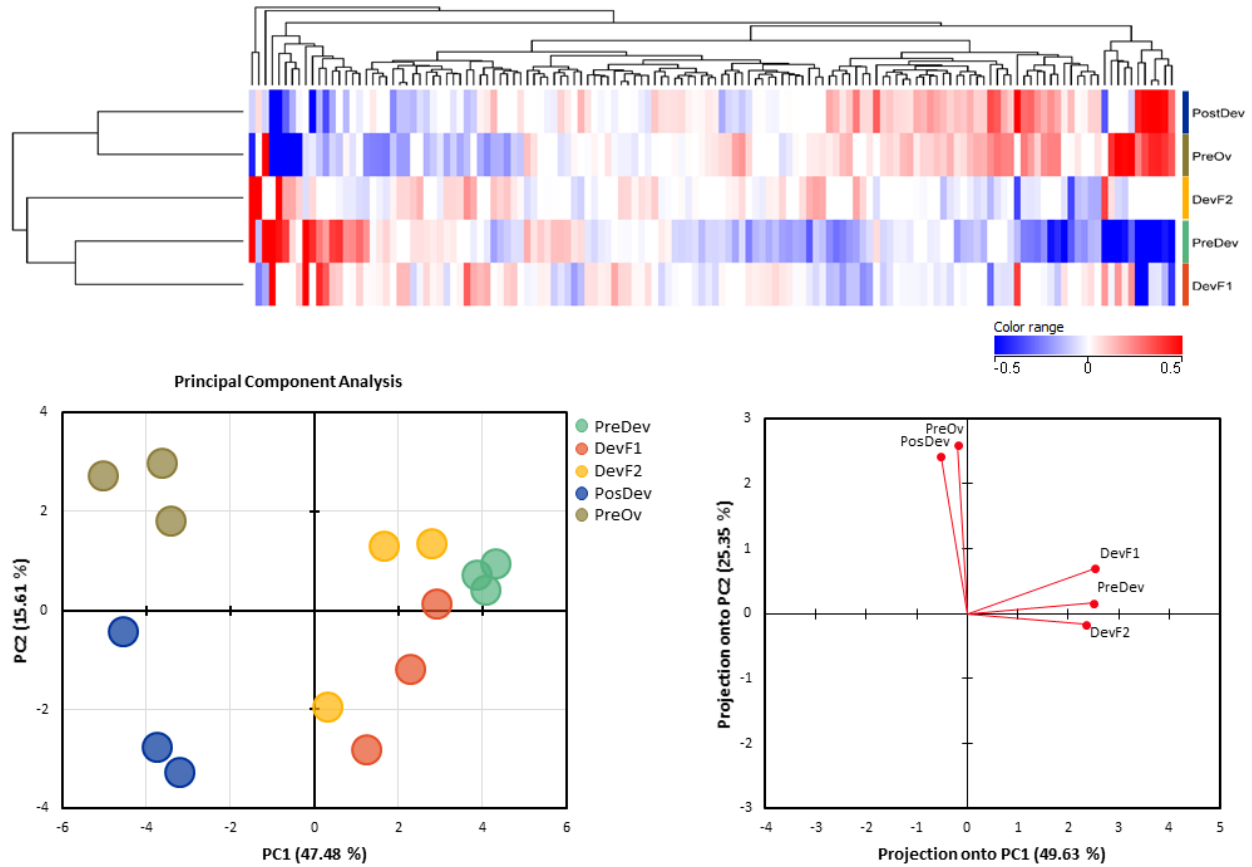 PostDev
PreOv
DevF2
PreDev
DevF1
Color range
-0.5 0 0.5
Principal Component Analysis
4
2
0
-2
-4
-6 -4 -2 0 2 4 6
PC2 (15.61 %)
PC1 (47.48 %)
PreDev
DevF1
DevF2
PosDev
PreOv
3
2
1
0
-1
-2
-3
-4 -3 -2 -1 0 1 2 3 4 5
Projection onto PC2 (25.35 %)
Projection onto PC1 (49.63 %)
PreOv
PosDev
DevF1
PreDev
DevF2